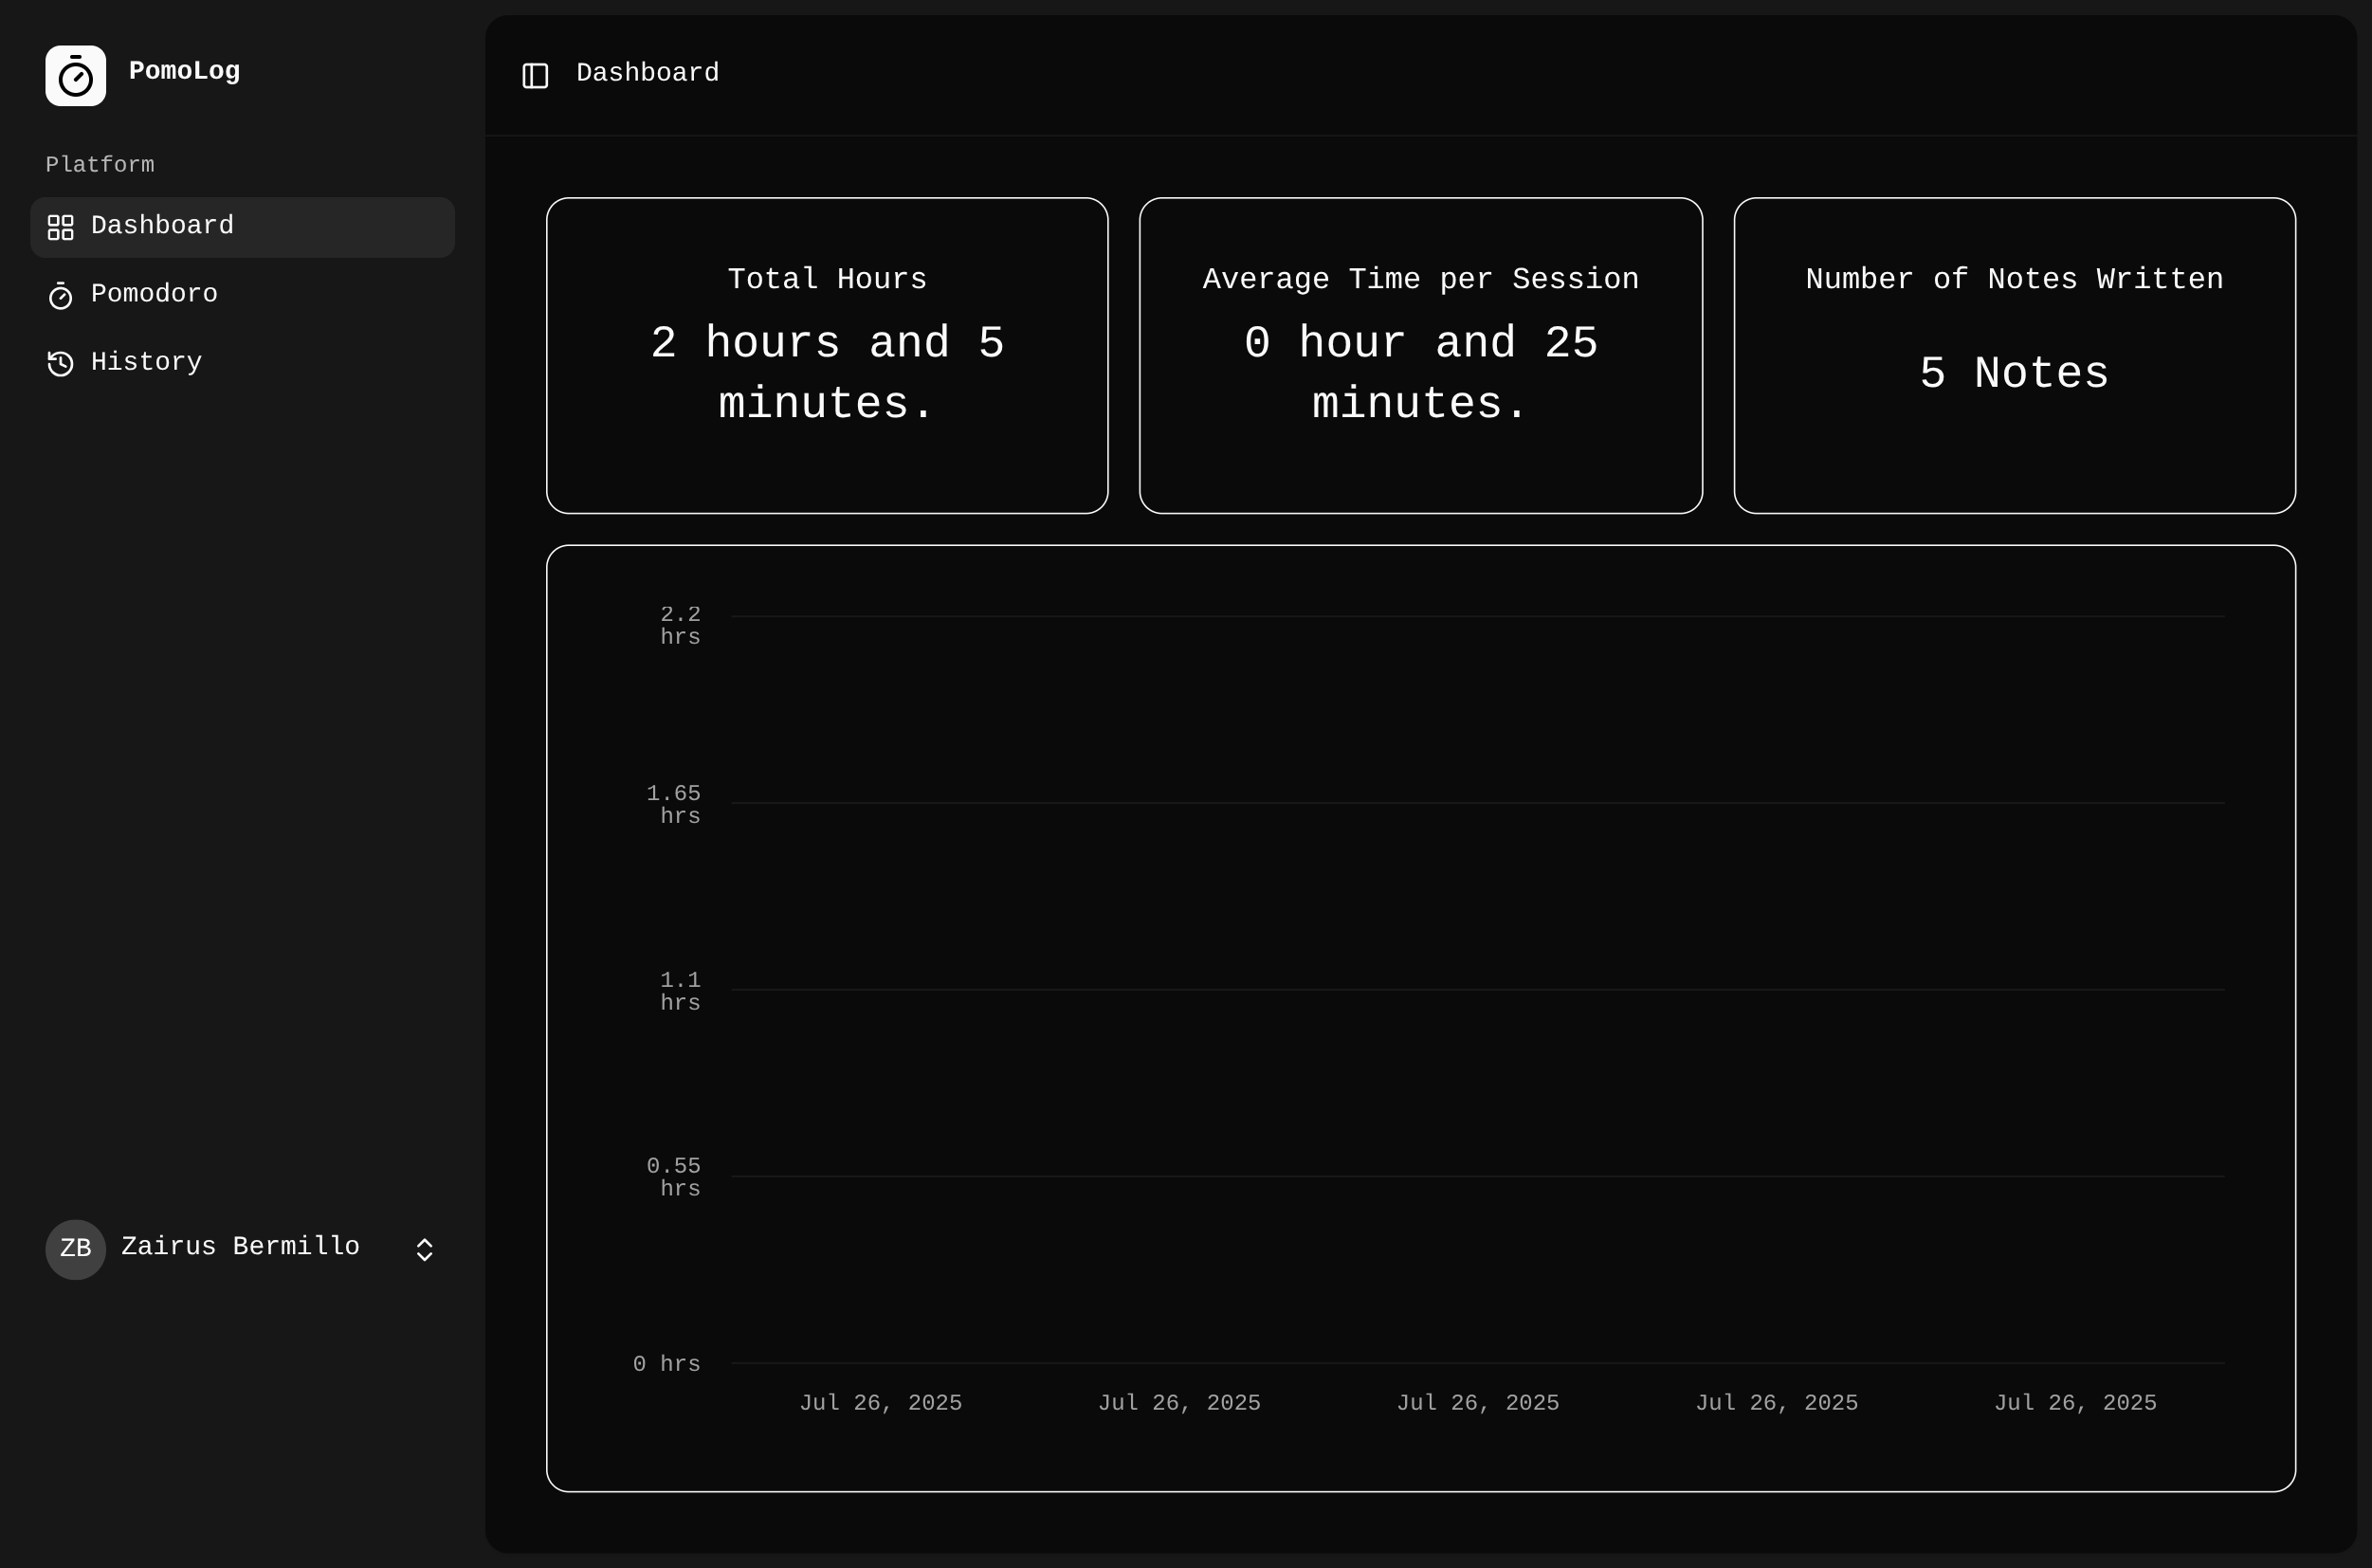 PomoLog
Platform
Dashboard
Pomodoro
History
ZB
Zairus Bermillo
Dashboard
Total Hours
2 hours and 5
minutes.
Average Time per Session
0 hour and 25
minutes.
Number of Notes Written
5 Notes
2.2
hrs
1.65
hrs
1.1
hrs
0.55
hrs
0 hrs
Jul 26, 2025
Jul 26, 2025
Jul 26, 2025
Jul 26, 2025
Jul 26, 2025